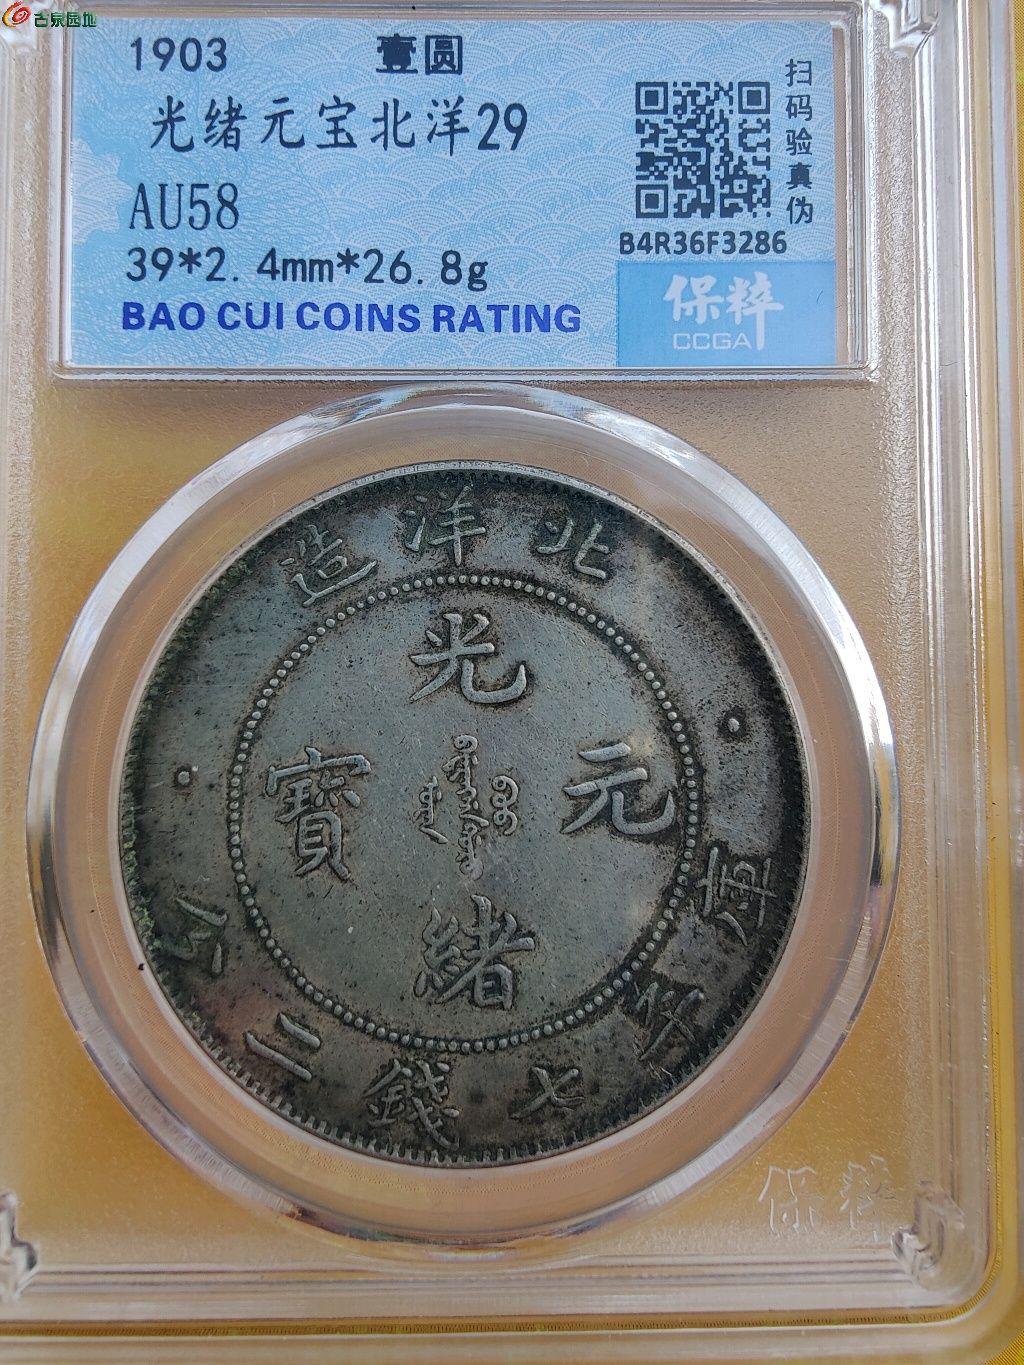 古泉园地
1903 壹圆
光绪元宝北洋29
AU58
39*2.4mm*26.8g
BAO CUI COINS RATING
扫码验真伪
B4R36F3286
保粹
CCGA
造洋北
光緒元寶
庫平七錢二分
保粹